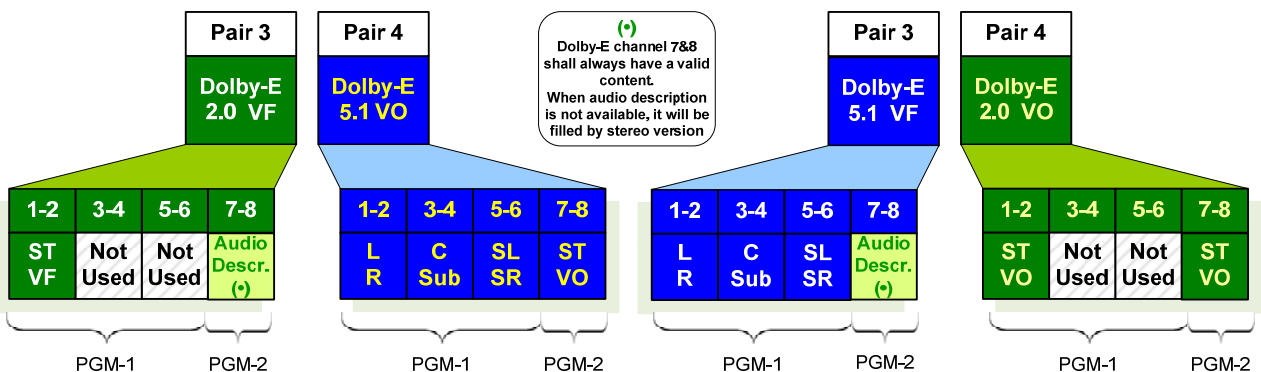 Pair 3
Pair 4
(•)
Dolby-E channel 7&8
shall always have a valid
content.
When audio description
is not available, it will be
filled by stereo version
Pair 3
Pair 4
Dolby-E
2.0 VF
Dolby-E
5.1 VO
Dolby-E
5.1 VF
Dolby-E
2.0 VO
1-2 3-4 5-6 7-8
ST
VF
Not
Used
Not
Used
Audio
Descr.
(•)
PGM-1 PGM-2
1-2 3-4 5-6 7-8
L
R
C
Sub
SL
SR
ST
VO
PGM-1 PGM-2
1-2 3-4 5-6 7-8
L
R
C
Sub
SL
SR
Audio
Descr.
(•)
PGM-1 PGM-2
1-2 3-4 5-6 7-8
ST
VO
Not
Used
Not
Used
ST
VO
PGM-1 PGM-2